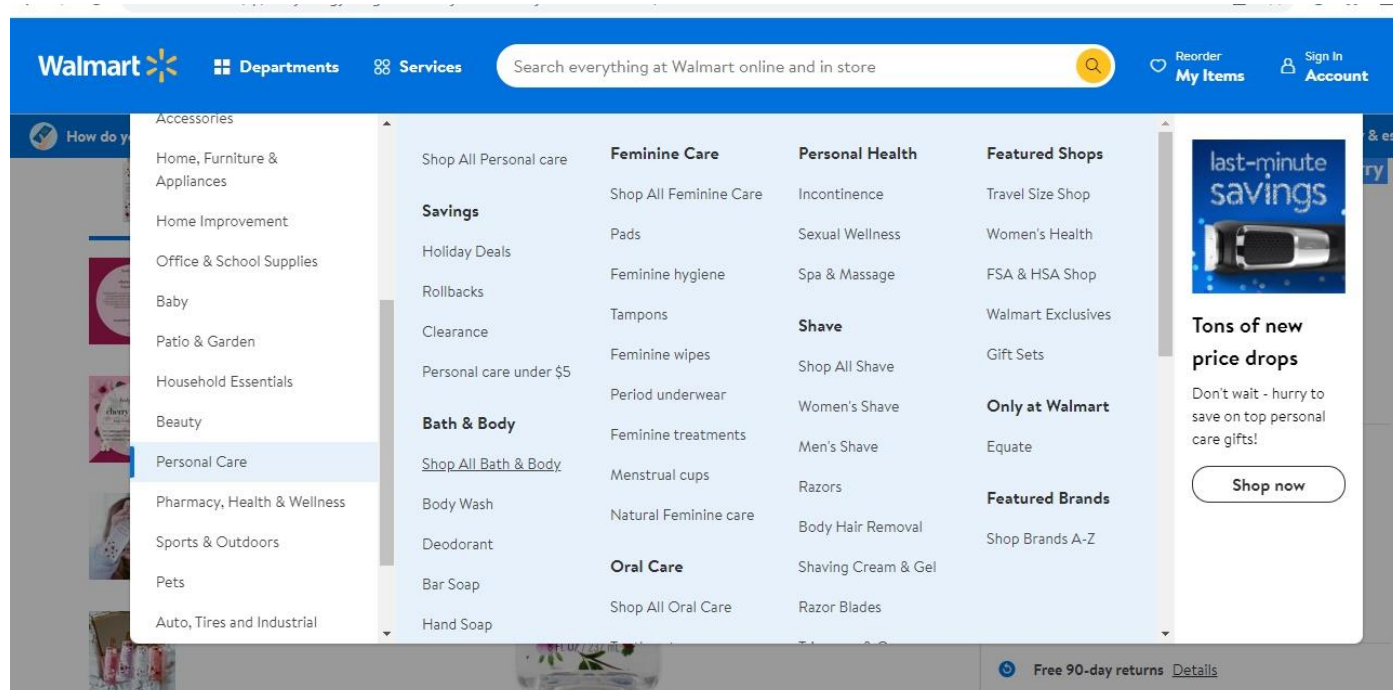 Walmart
Departments
Services
Search everything at Walmart online and in store
Reorder
My Items
Sign In
Account
How do y
& es
Accessories
Home, Furniture &
Appliances
Home Improvement
Office & School Supplies
Baby
Patio & Garden
Household Essentials
Beauty
Personal Care
Pharmacy, Health & Wellness
Sports & Outdoors
Pets
Auto, Tires and Industrial
Shop All Personal care
Savings
Holiday Deals
Rollbacks
Clearance
Personal care under $5
Bath & Body
Shop All Bath & Body
Body Wash
Deodorant
Bar Soap
Hand Soap
Feminine Care
Shop All Feminine Care
Pads
Feminine hygiene
Tampons
Feminine wipes
Period underwear
Feminine treatments
Menstrual cups
Natural Feminine care
Oral Care
Shop All Oral Care
Personal Health
Incontinence
Sexual Wellness
Spa & Massage
Shave
Shop All Shave
Women's Shave
Men's Shave
Razors
Body Hair Removal
Shaving Cream & Gel
Razor Blades
Featured Shops
Travel Size Shop
Women's Health
FSA & HSA Shop
Walmart Exclusives
Gift Sets
Only at Walmart
Equate
Featured Brands
Shop Brands A-Z
last-minute
savings
Tons of new
price drops
Don't wait - hurry to
save on top personal
care gifts!
Shop now
rry
Free 90-day returns Details